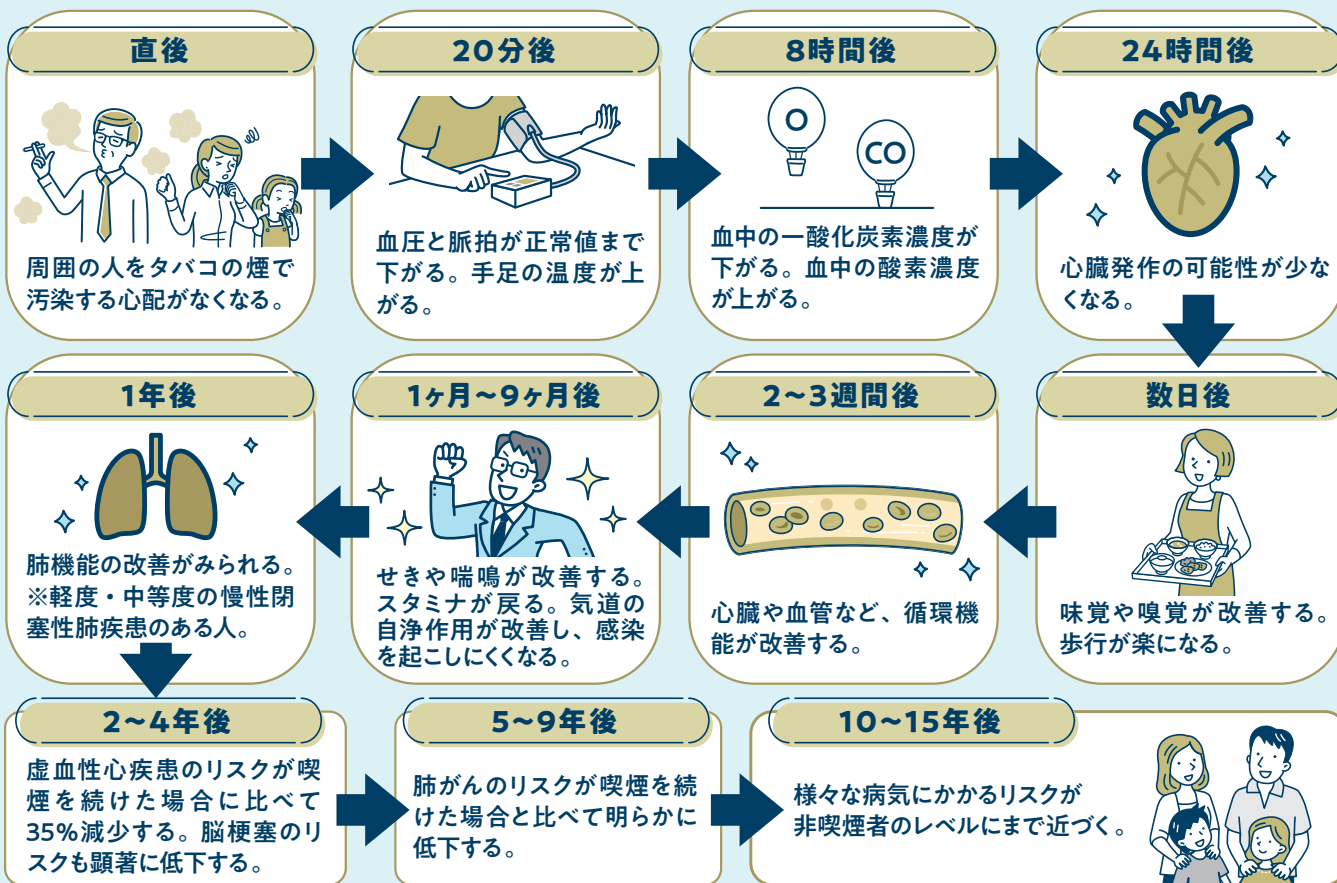 直後
周囲の人をタバコの煙で
汚染する心配がなくなる。
20分後
血圧と脈拍が正常値まで
下がる。手足の温度が上
がる。
8時間後
O
CO
血中の一酸化炭素濃度が
下がる。血中の酸素濃度
が上がる。
24時間後
心臓発作の可能性が少な
くなる。
数日後
味覚や嗅覚が改善する。
歩行が楽になる。
2～3週間後
心臓や血管など、循環機
能が改善する。
1ヶ月～9ヶ月後
せきや喘鳴が改善する。
スタミナが戻る。気道の
自浄作用が改善し、感染
を起こしにくくなる。
1年後
肺機能の改善がみられる。
※軽度・中等度の慢性閉
塞性肺疾患のある人。
2～4年後
虚血性心疾患のリスクが喫
煙を続けた場合に比べて
35%減少する。脳梗塞のリ
スクも顕著に低下する。
5～9年後
肺がんのリスクが喫煙を続
けた場合と比べて明らかに
低下する。
10～15年後
様々な病気にかかるリスクが
非喫煙者のレベルにまで近づく。